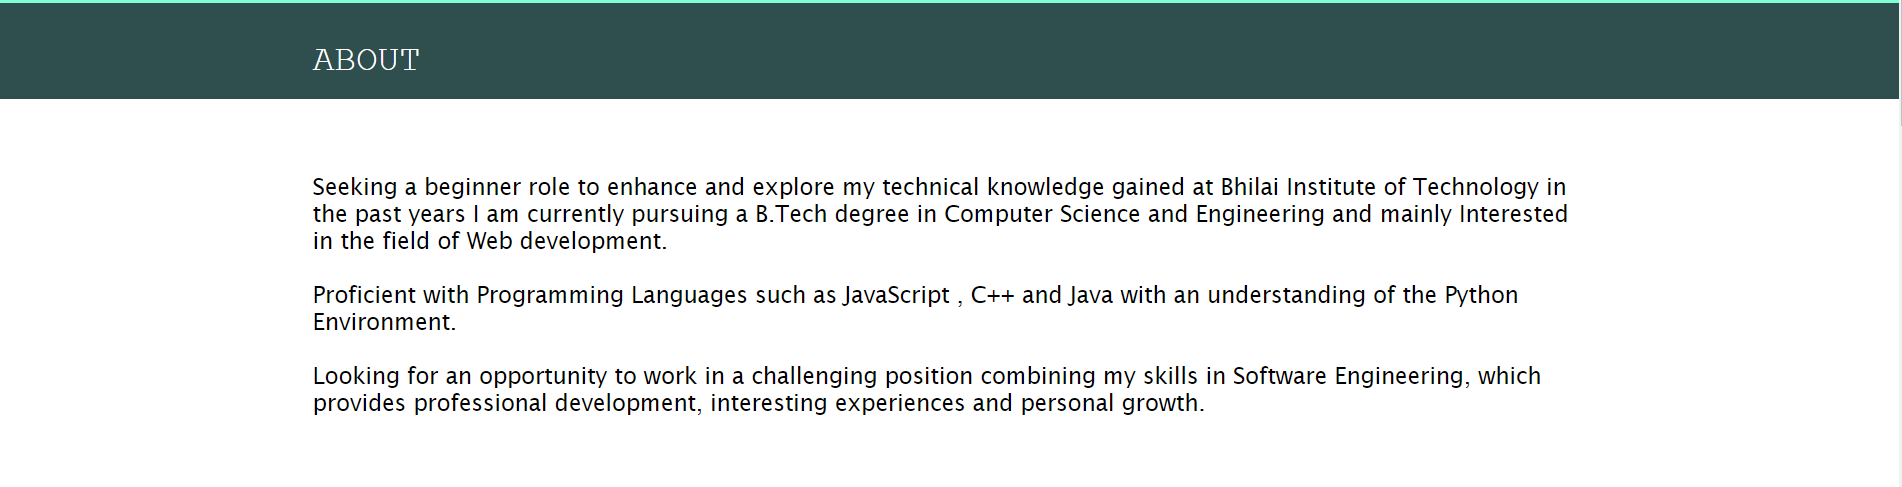 ABOUT
Seeking a beginner role to enhance and explore my technical knowledge gained at Bhilai Institute of Technology in
the past years I am currently pursuing a B.Tech degree in Computer Science and Engineering and mainly Interested
in the field of Web development.
Proficient with Programming Languages such as JavaScript , C++ and Java with an understanding of the Python
Environment.
Looking for an opportunity to work in a challenging position combining my skills in Software Engineering, which
provides professional development, interesting experiences and personal growth.